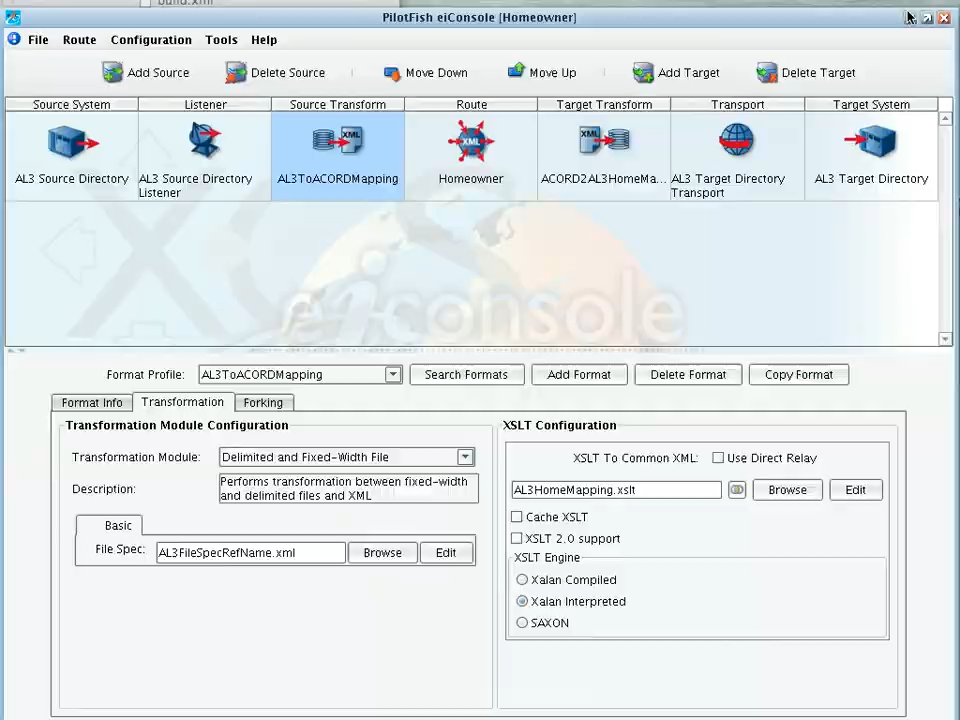 build.xml
PilotFish eiConsole [Homeowner]
File Route Configuration Tools Help
Add Source Delete Source Move Down Move Up Add Target Delete Target
Source System Listener Source Transform Route Target Transform Transport Target System
AL3 Source Directory AL3 Source Directory Listener AL3ToACORDMapping Homeowner ACORD2AL3HomeMa... AL3 Target Directory Transport AL3 Target Directory
eiconsole
Format Profile: AL3ToACORDMapping Search Formats Add Format Delete Format Copy Format
Format Info Transformation Forking
Transformation Module Configuration
Transformation Module: Delimited and Fixed-Width File
Description: Performs transformation between fixed-width
and delimited files and XML
Basic
File Spec: AL3FileSpecRefName.xml Browse Edit
XSLT Configuration
XSLT To Common XML: Use Direct Relay
AL3HomeMapping.xslt Browse Edit
Cache XSLT
XSLT 2.0 support
XSLT Engine
Xalan Compiled
Xalan Interpreted
SAXON